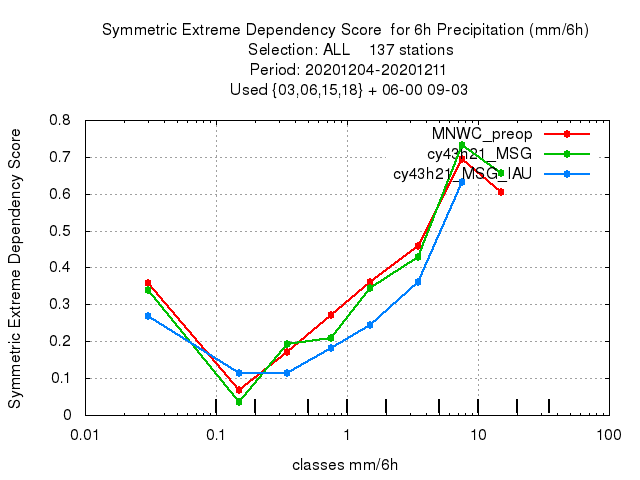 Symmetric Extreme Dependency Score for 6h Precipitation (mm/6h)
Selection: ALL 137 stations
Period: 20201204-20201211
Used {03,06,15,18} + 06-00 09-03
MNWC_preop
cy43h21_MSG
cy43h21_MSG_IAU
Symmetric Extreme Dependency Score
0.8
0.7
0.6
0.5
0.4
0.3
0.2
0.1
0
0.01 0.1 1 10 100
classes mm/6h